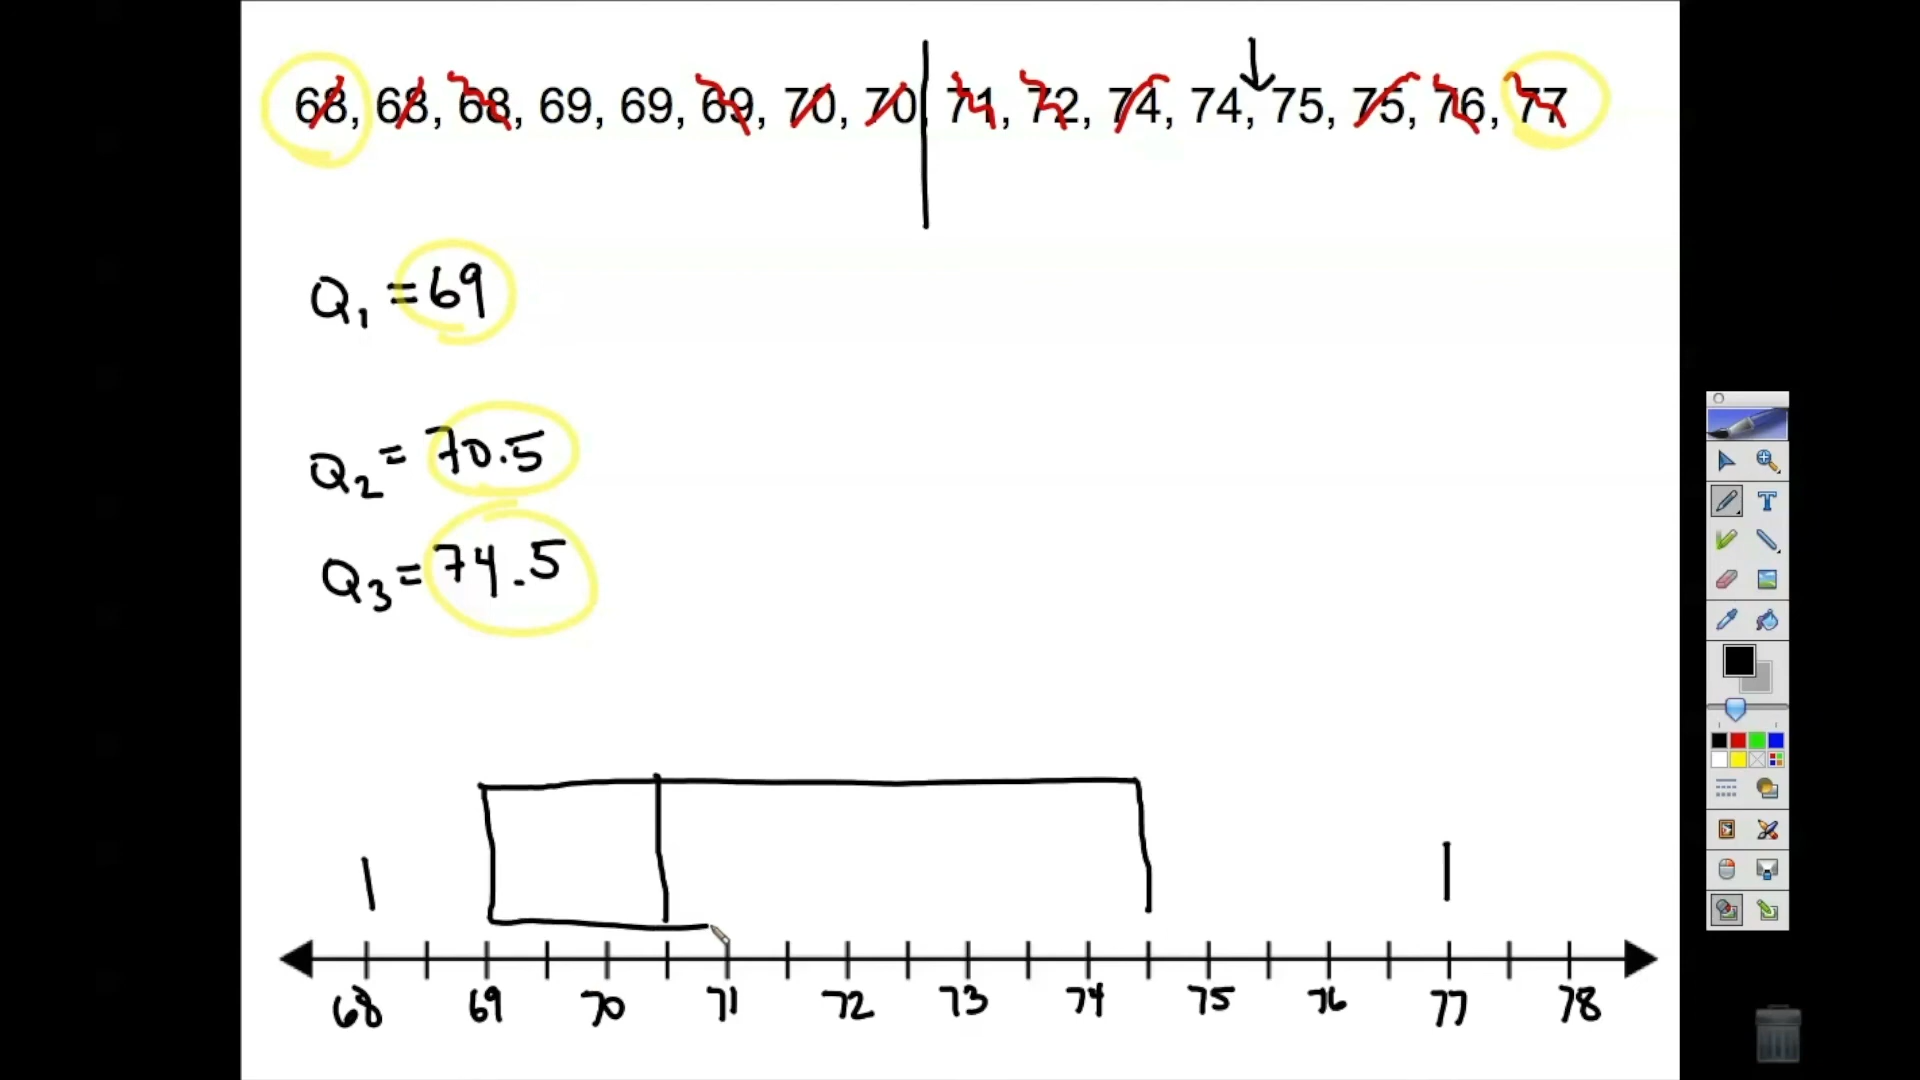 68, 68, 68, 69, 69, 69, 70, 70, 71, 72, 74, 74, 75, 75, 76, 77
Q1 = 69
Q2 = 70.5
Q3 = 74.5
68 69 70 71 72 73 74 75 76 77 78
T